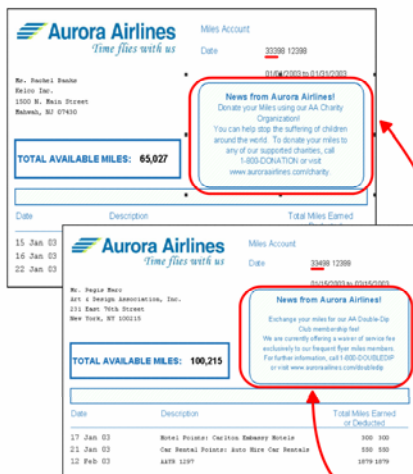 Aurora Airlines
Time flies with us
Miles Account
Date 33398 12398
01/01/2003 to 01/31/2003
Ms. Rachel Banks
Kelco Inc.
1500 N. Main Street
Mahwah, NJ 07430
News from Aurora Airlines!
Donate your Miles using our AA Charity
Organization!
You can help stop the suffering of children
around the world. To donate your miles to
any of our supported charities, call
1-800-DONATION or visit
www.auroraairlines.com/charity.
TOTAL AVAILABLE MILES: 65,027
Date Description Total Miles Earned
15 Jan 03
16 Jan 03
22 Jan 03
Aurora Airlines
Time flies with us
Miles Account
Date 33498 12398
01/15/2003 to 02/15/2003
Mr. Regis Marc
Art & Design Association, Inc.
231 East 70th Street
New York, NY 100215
News from Aurora Airlines!
Exchange your miles for our AA Double-Dip
Club membership fee!
We are currently offering a waiver of service fee
exclusively to our frequent flyer miles members.
For further information, call 1-800-DOUBLEDIP
or visit www.auroraairlines.com/doubledip
TOTAL AVAILABLE MILES: 100,215
Date Description Total Miles Earned
or Deducted
17 Jan 03 Hotel Points: Carlton Embassy Hotels 300 300
21 Jan 03 Car Rental Points: Auto Hire Car Rentals 500 500
12 Feb 03 AATR 1297 1879 1879